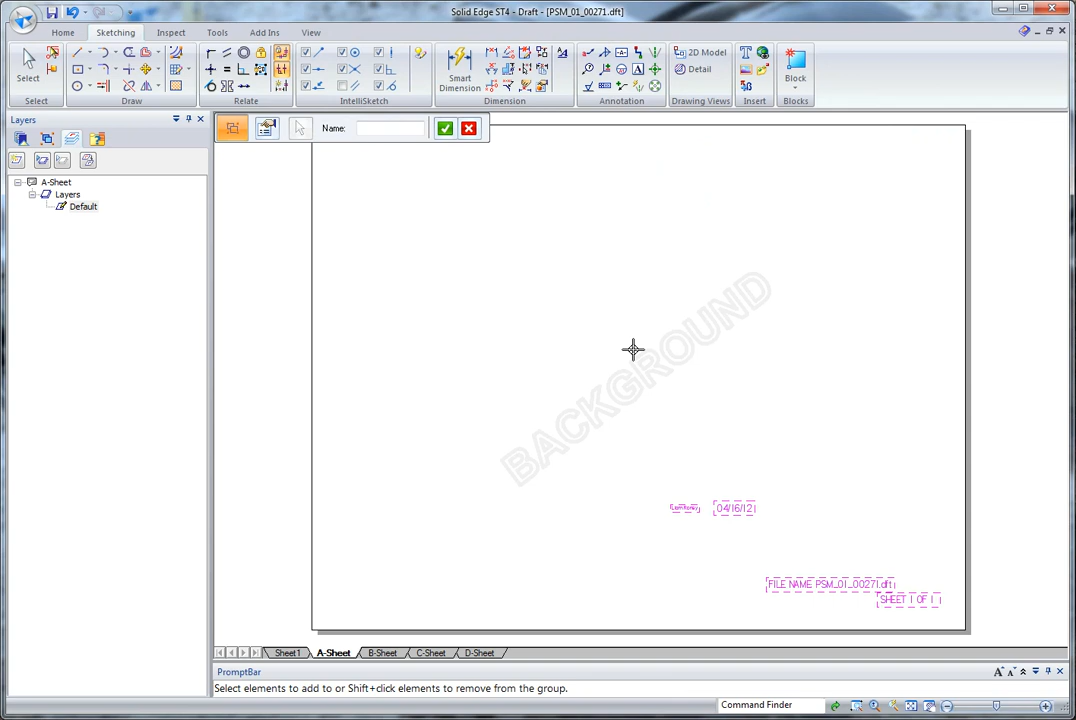 Solid Edge ST4 - Draft - [PSM_01_00271.dft]
Home Sketching Inspect Tools Add Ins View
Select
Smart Dimension
2D Model
Detail
Block
Select Draw Relate IntelliSketch Dimension Annotation Drawing Views Insert Blocks
Layers
Name:
A-Sheet
Layers
Default
BACKGROUND
04/16/12
FILE NAME PSM_01_00271.dft
SHEET 1 OF 1
Sheet1 A-Sheet B-Sheet C-Sheet D-Sheet
PromptBar
Select elements to add to or Shift+click elements to remove from the group.
Command Finder